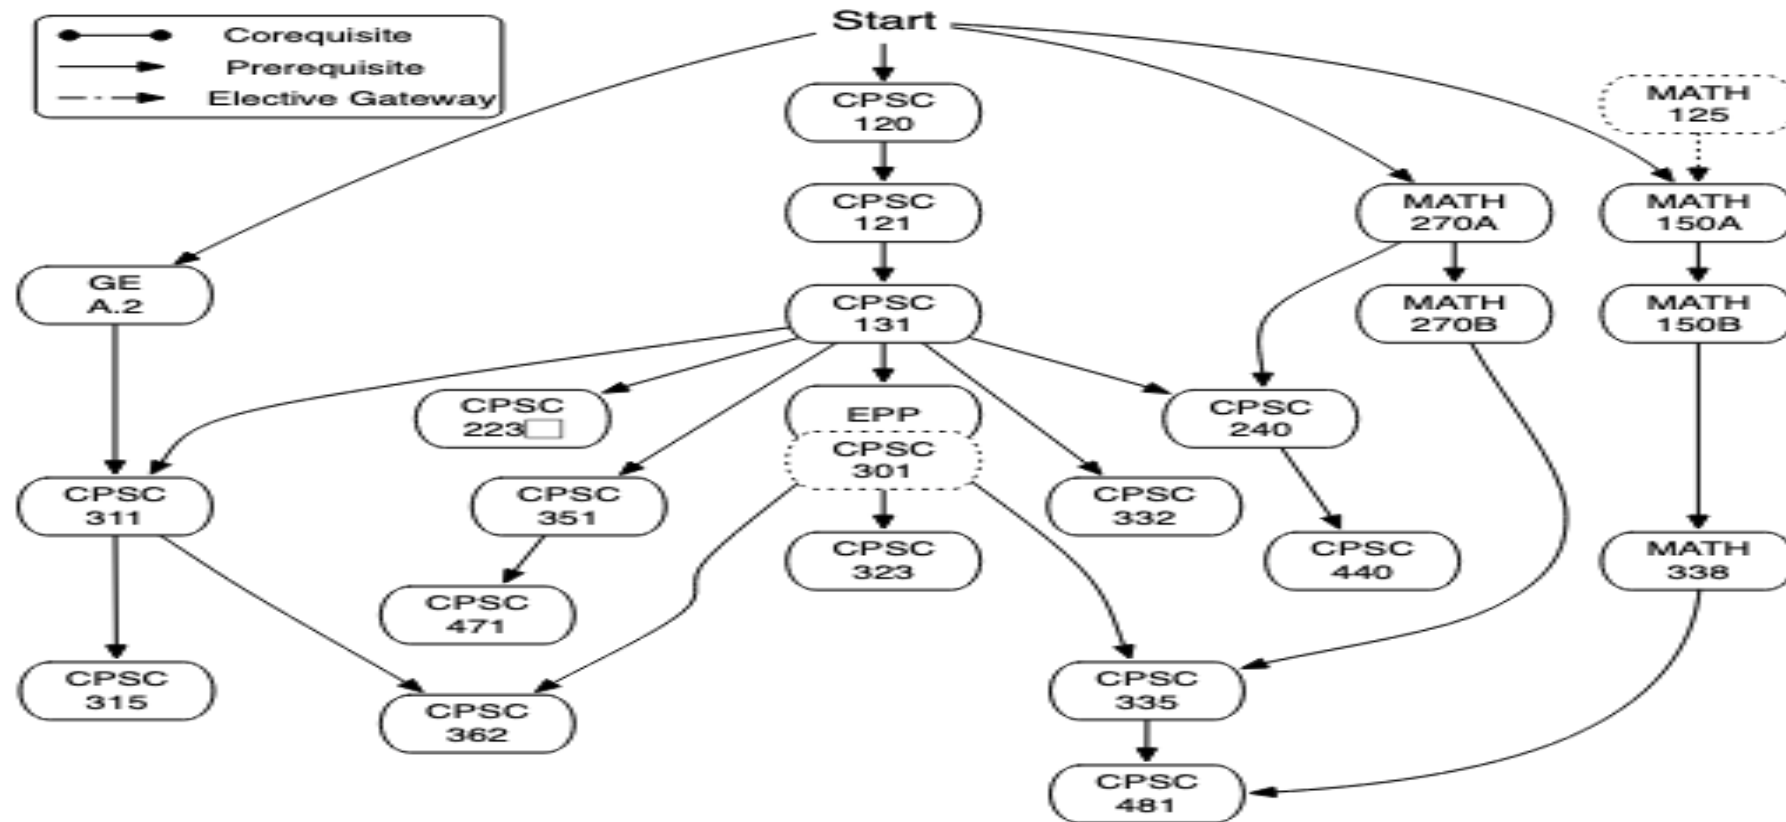 Start
Corequisite
Prerequisite
Elective Gateway
CPSC
120
MATH
125
CPSC
121
MATH
270A
MATH
150A
GE
A.2
CPSC
131
MATH
270B
MATH
150B
CPSC
223□
EPP
CPSC
301
CPSC
240
CPSC
311
CPSC
351
CPSC
332
CPSC
323
CPSC
440
MATH
338
CPSC
471
CPSC
315
CPSC
362
CPSC
335
CPSC
481